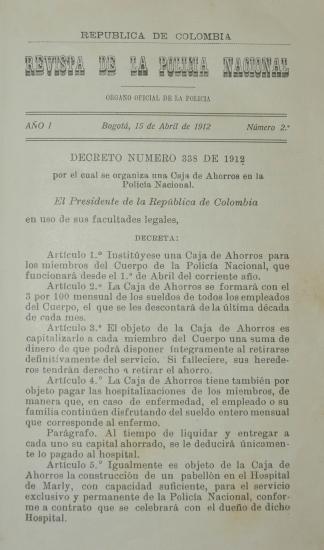 REPUBLICA DE COLOMBIA
REVISTA DE LA POLICIA NACIONAL
ORGANO OFICIAL DE LA POLICIA
AÑO I Bogotá, 15 de Abril de 1912 Número 2.º
DECRETO NUMERO 338 DE 1912
por el cual se organiza una Caja de Ahorros en la
Policía Nacional.
El Presidente de la República de Colombia
en uso de sus facultades legales,
DECRETA:
Artículo 1.º Institúyese una Caja de Ahorros para
los miembros del Cuerpo de la Policía Nacional, que
funcionará desde el 1.º de Abril del corriente año.
Artículo 2.º La Caja de Ahorros se formará con el
3 por 100 mensual de los sueldos de todos los empleados
del Cuerpo, el que se les descontará de la última década
de cada mes.
Artículo 3.º El objeto de la Caja de Ahorros es
capitalizarle a cada miembro del Cuerpo una suma de
dinero de que podrá disponer íntegramente al retirarse
definitivamente del servicio. Si falleciere, sus herede-
ros tendrán derecho a retirar el ahorro.
Artículo 4.º La Caja de Ahorros tiene también por
objeto pagar las hospitalizaciones de los miembros, de
manera que, en caso de enfermedad, el empleado o su
familia continúen disfrutando del sueldo entero mensual
que corresponde al enfermo.
Parágrafo. Al tiempo de liquidar y entregar a
cada uno su capital ahorrado, se le deducirá únicamen-
te lo pagado al hospital.
Artículo 5.º Igualmente es objeto de la Caja de
Ahorros la construcción de un pabellón en el Hospital
de Marly, con capacidad suficiente, para el servicio
exclusivo y permanente de la Policía Nacional, confor-
me a contrato que se celebrará con el dueño de dicho
Hospital.